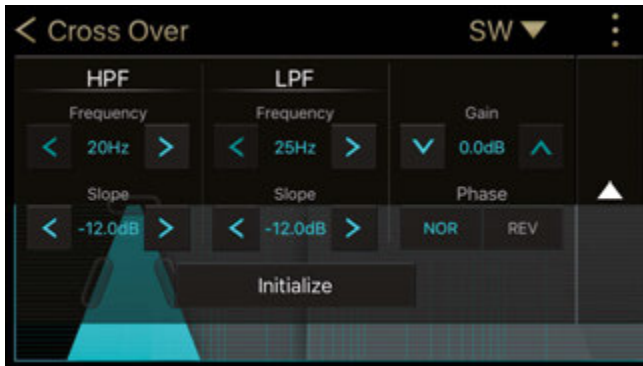 Cross Over SW
HPF LPF
Frequency Frequency Gain
20Hz 25Hz 0.0dB
Slope Slope Phase
-12.0dB -12.0dB NOR REV
Initialize